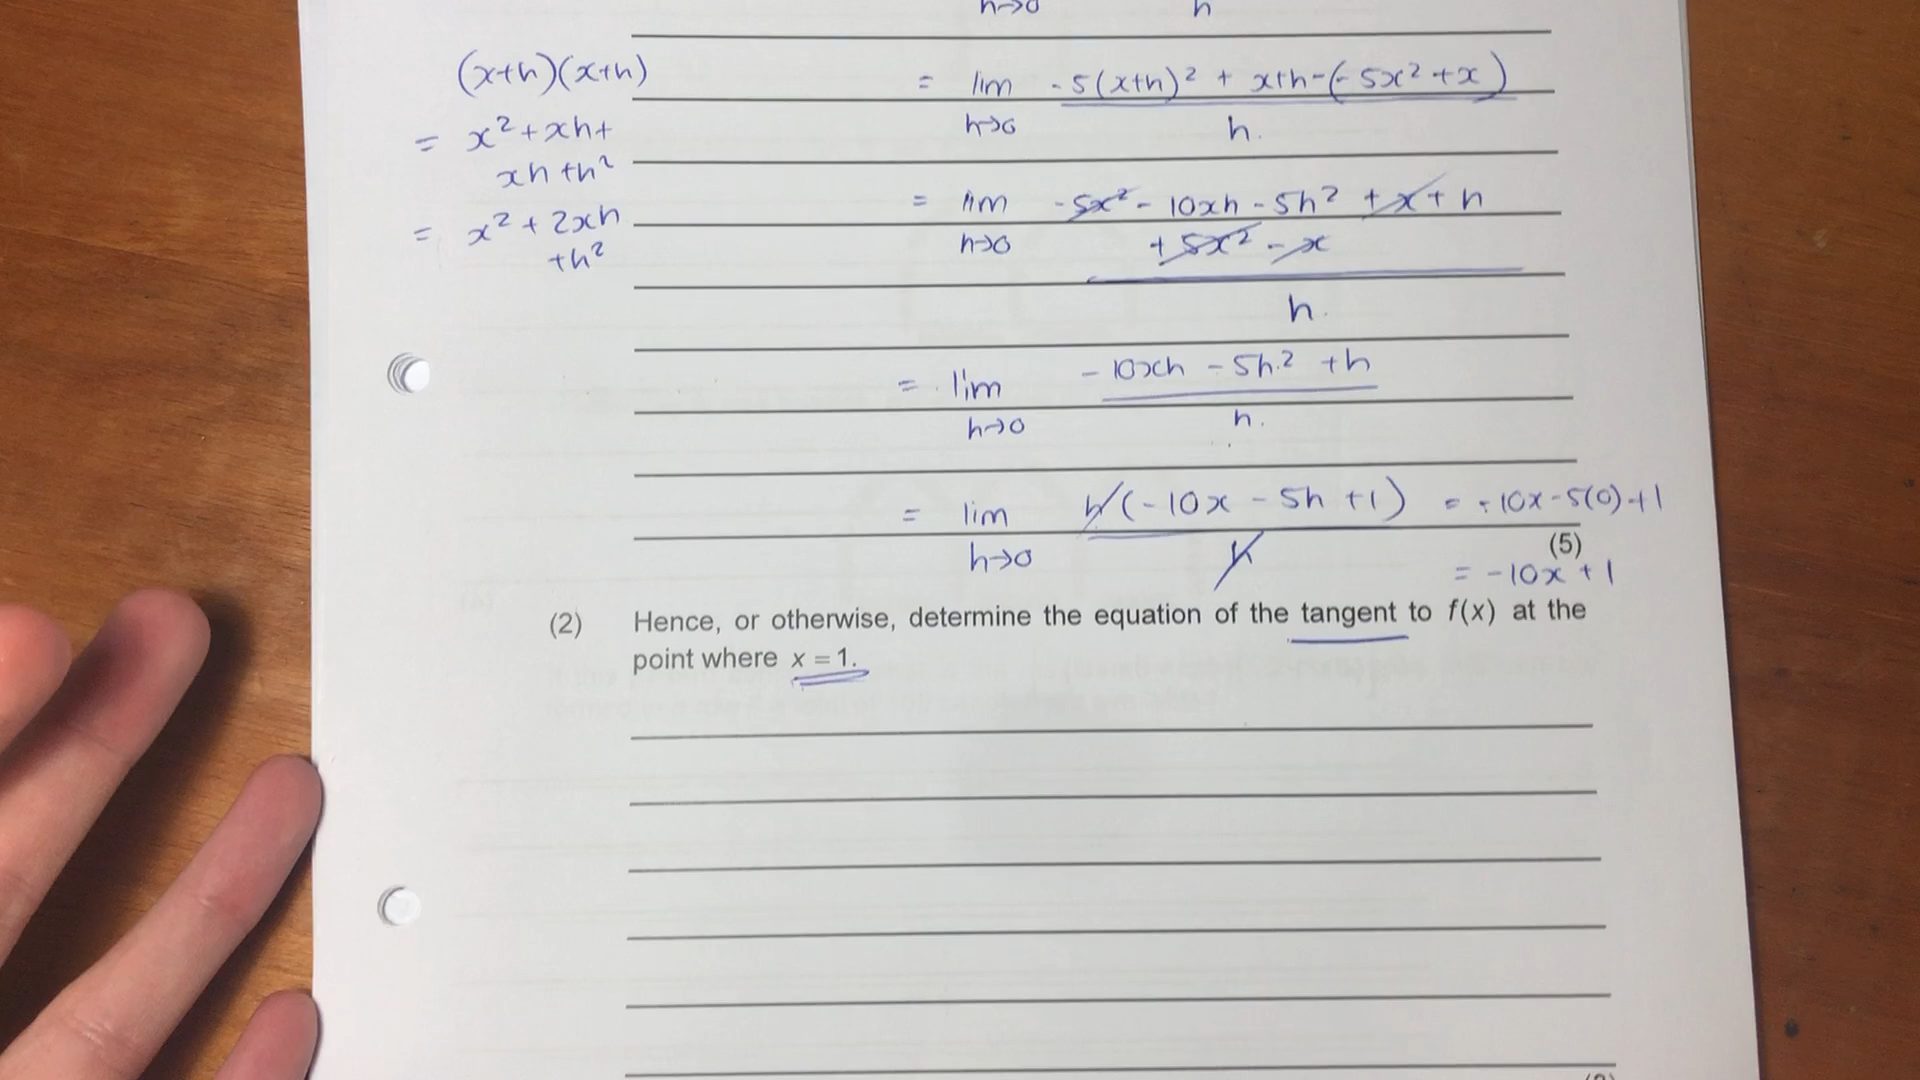 h→0 h
(x+h)(x+h)
= x²+xh+
xh+h²
= x²+2xh
+h²
= lim -5(x+h)² + x+h-(-5x²+x)
h→0 h.
= lim -5x² - 10xh - 5h² + x + h
h→0 +5x² - x
h.
= lim -10xh - 5h² + h
h→0 h.
= lim h(-10x - 5h +1) = -10x-5(0)+1
h→0 h
(5)
= -10x+1
(2) Hence, or otherwise, determine the equation of the tangent to f(x) at the
point where x = 1.